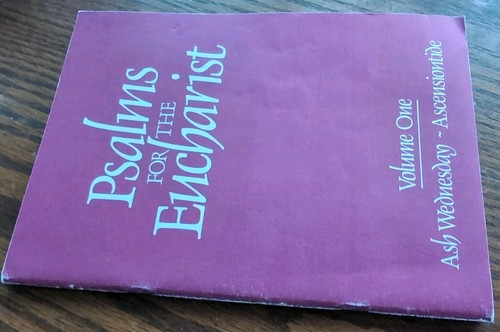 Psalms
FOR THE
Eucharist
Volume One
Ash Wednesday ~ Ascensiontide